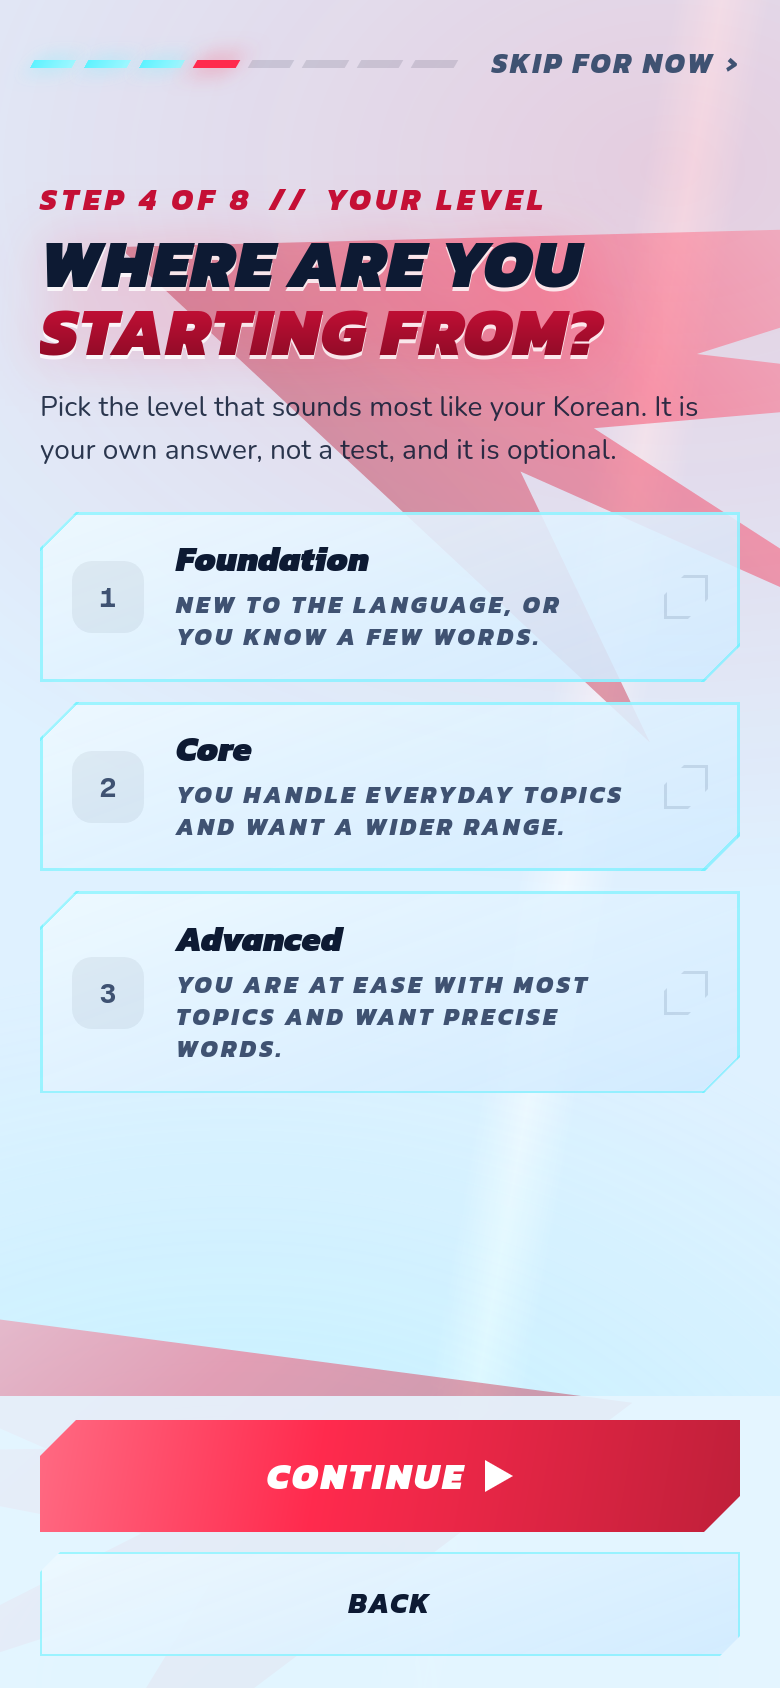 SKIP FOR NOW >
STEP 4 OF 8 // YOUR LEVEL
WHERE ARE YOU
STARTING FROM?
Pick the level that sounds most like your Korean. It is
your own answer, not a test, and it is optional.
1
Foundation
NEW TO THE LANGUAGE, OR
YOU KNOW A FEW WORDS.
2
Core
YOU HANDLE EVERYDAY TOPICS
AND WANT A WIDER RANGE.
3
Advanced
YOU ARE AT EASE WITH MOST
TOPICS AND WANT PRECISE
WORDS.
CONTINUE
BACK